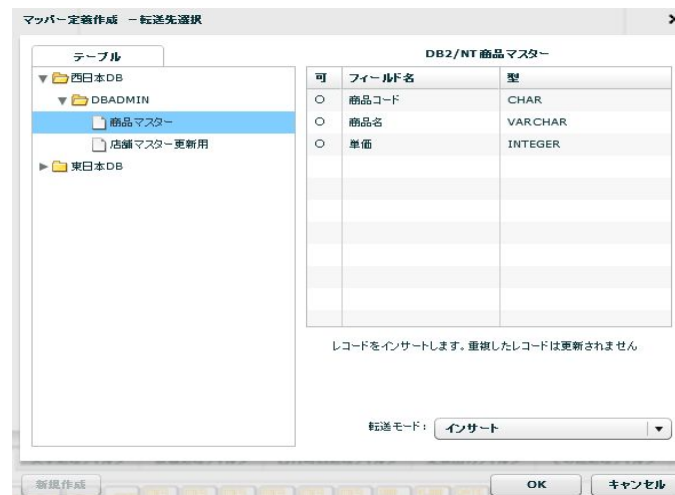 マッパー定義作成 －転送先選択
テーブル
DB2/NT 商品マスター
西日本DB
DBADMIN
商品マスター
店舗マスター更新用
東日本DB
可 フィールド名 型
○ 商品コード CHAR
○ 商品名 VARCHAR
○ 単価 INTEGER
レコードをインサートします。重複したレコードは更新されません
転送モード： インサート
新規作成
OK
キャンセル